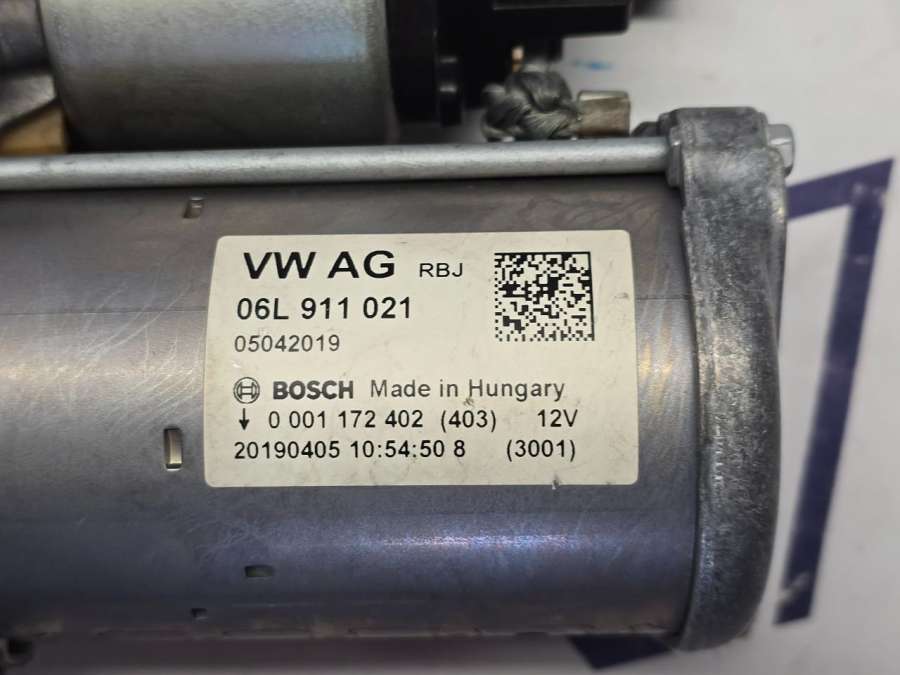 VW AG RBJ
06L 911 021
05042019
BOSCH Made in Hungary
↓ 0 001 172 402 (403) 12V
20190405 10:54:50 8 (3001)